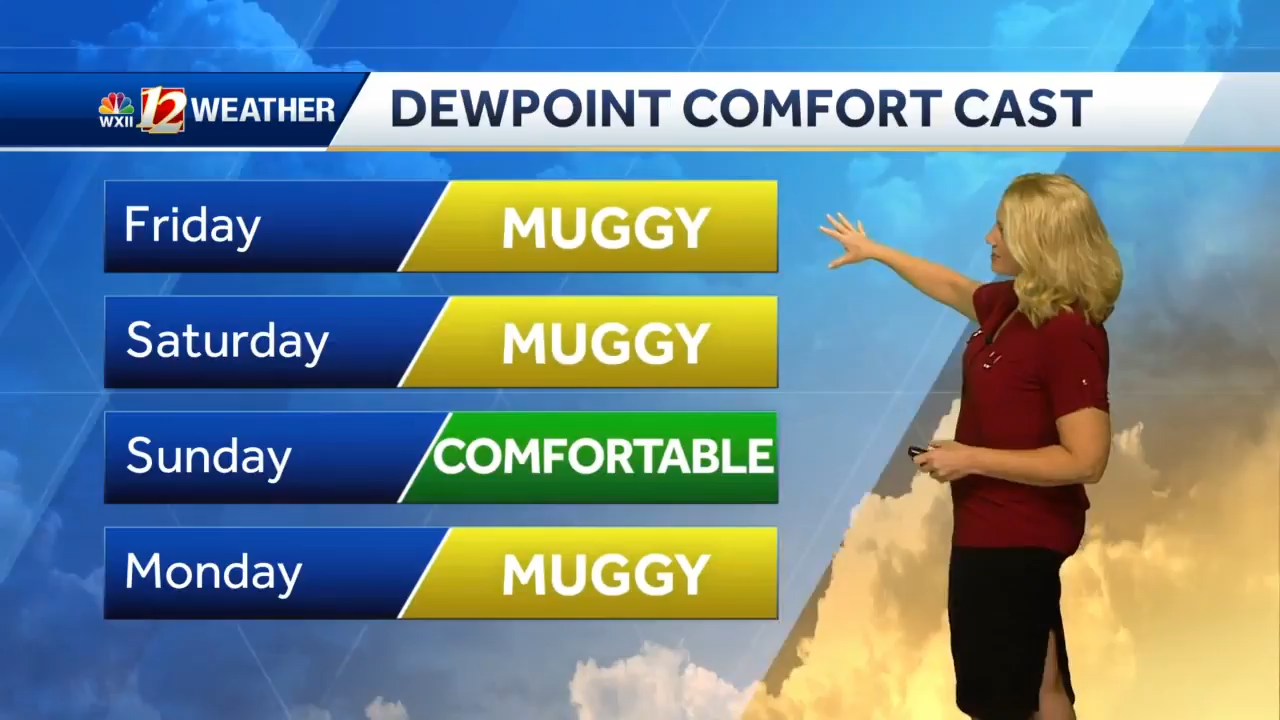 WXII 12 WEATHER
DEWPOINT COMFORT CAST
Friday MUGGY
Saturday MUGGY
Sunday COMFORTABLE
Monday MUGGY